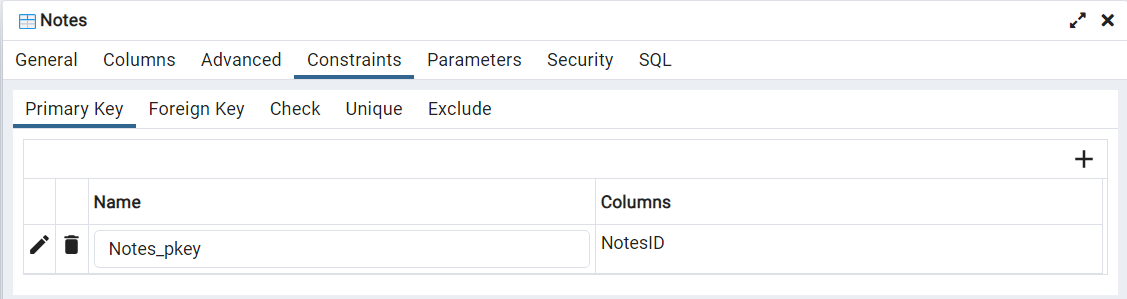 Notes
General Columns Advanced Constraints Parameters Security SQL
Primary Key Foreign Key Check Unique Exclude
Name Columns
Notes_pkey NotesID